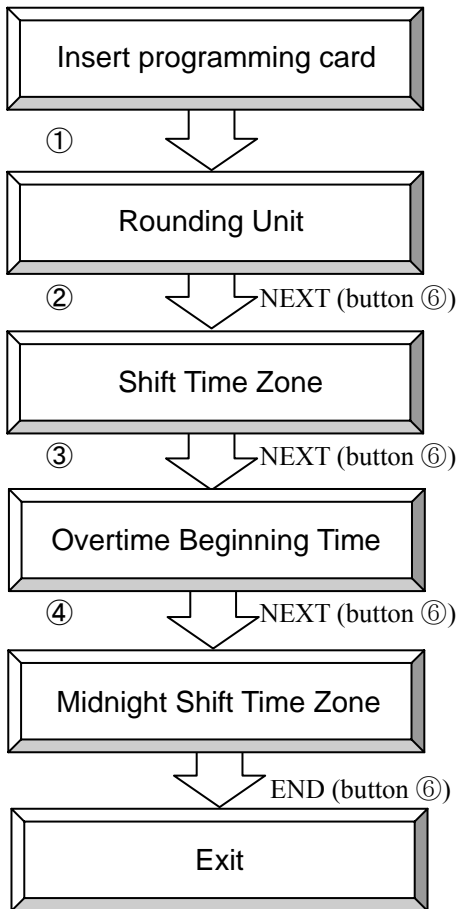 Insert programming card
①
Rounding Unit
② NEXT (button ⑥)
Shift Time Zone
③ NEXT (button ⑥)
Overtime Beginning Time
④ NEXT (button ⑥)
Midnight Shift Time Zone
END (button ⑥)
Exit